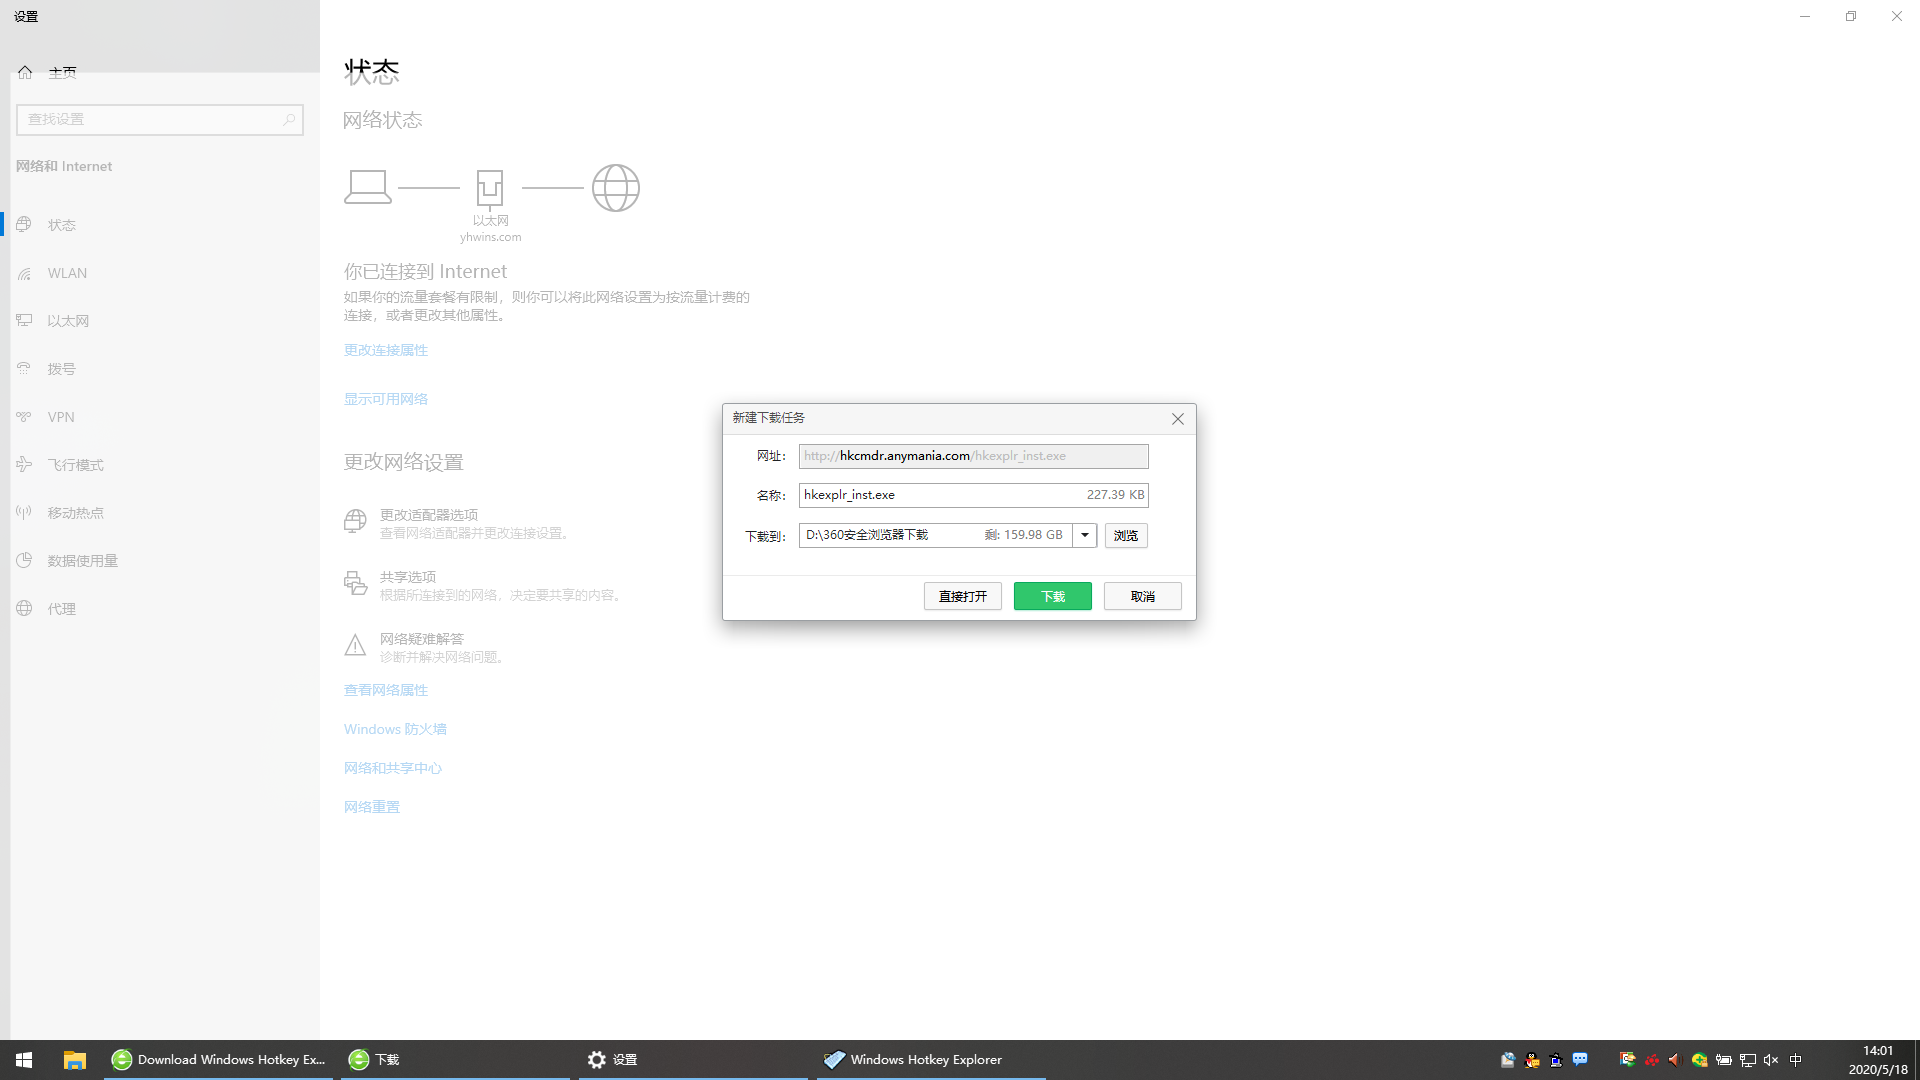 设置
主页
查找设置
网络和 Internet
状态
WLAN
以太网
拨号
VPN
飞行模式
移动热点
数据使用量
代理
状态
网络状态
以太网
yhwins.com
你已连接到 Internet
如果你的流量套餐有限制，则你可以将此网络设置为按流量计费的
连接，或者更改其他属性。
更改连接属性
显示可用网络
更改网络设置
更改适配器选项
查看网络适配器并更改连接设置。
共享选项
根据所连接到的网络，决定要共享的内容。
网络疑难解答
诊断并解决网络问题。
查看网络属性
Windows 防火墙
网络和共享中心
网络重置
新建下载任务
网址： http://hkcmdr.anymania.com/hkexplr_inst.exe
名称： hkexplr_inst.exe 227.39 KB
下载到： D:\360安全浏览器下载 剩: 159.98 GB 浏览
直接打开 下载 取消
Download Windows Hotkey Ex... 下载 设置 Windows Hotkey Explorer 中
14:01
2020/5/18